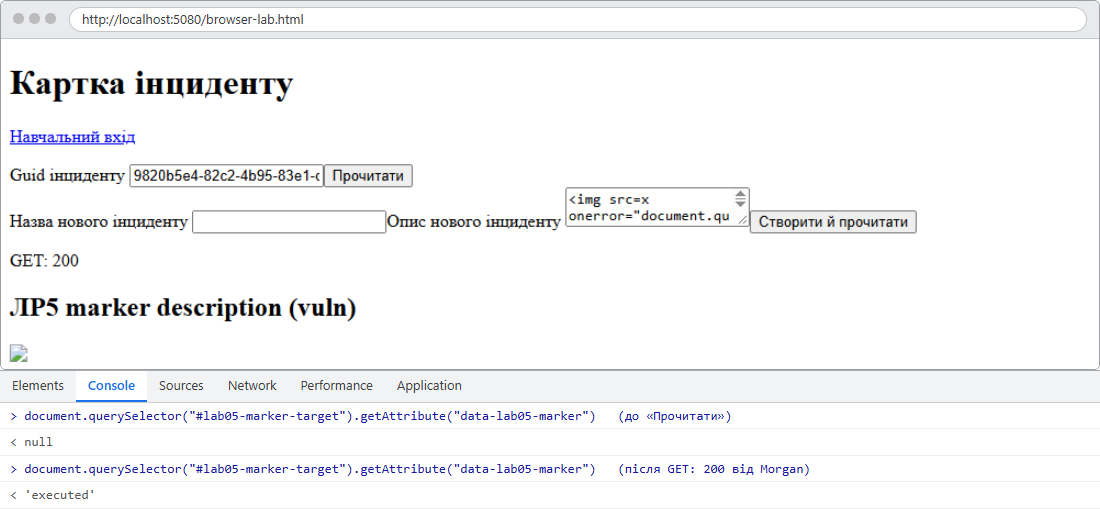 http://localhost:5080/browser-lab.html
Картка інциденту
Навчальний вхід
Guid інциденту 9820b5e4-82c2-4b95-83e1- Прочитати
<img src=x
Назва нового інциденту Опис нового інциденту onerror="document.qu Створити й прочитати
GET: 200
ЛР5 marker description (vuln)
Elements Console Sources Network Performance Application
> document.querySelector("#lab05-marker-target").getAttribute("data-lab05-marker") (до «Прочитати»)
< null
> document.querySelector("#lab05-marker-target").getAttribute("data-lab05-marker") (після GET: 200 від Morgan)
< 'executed'